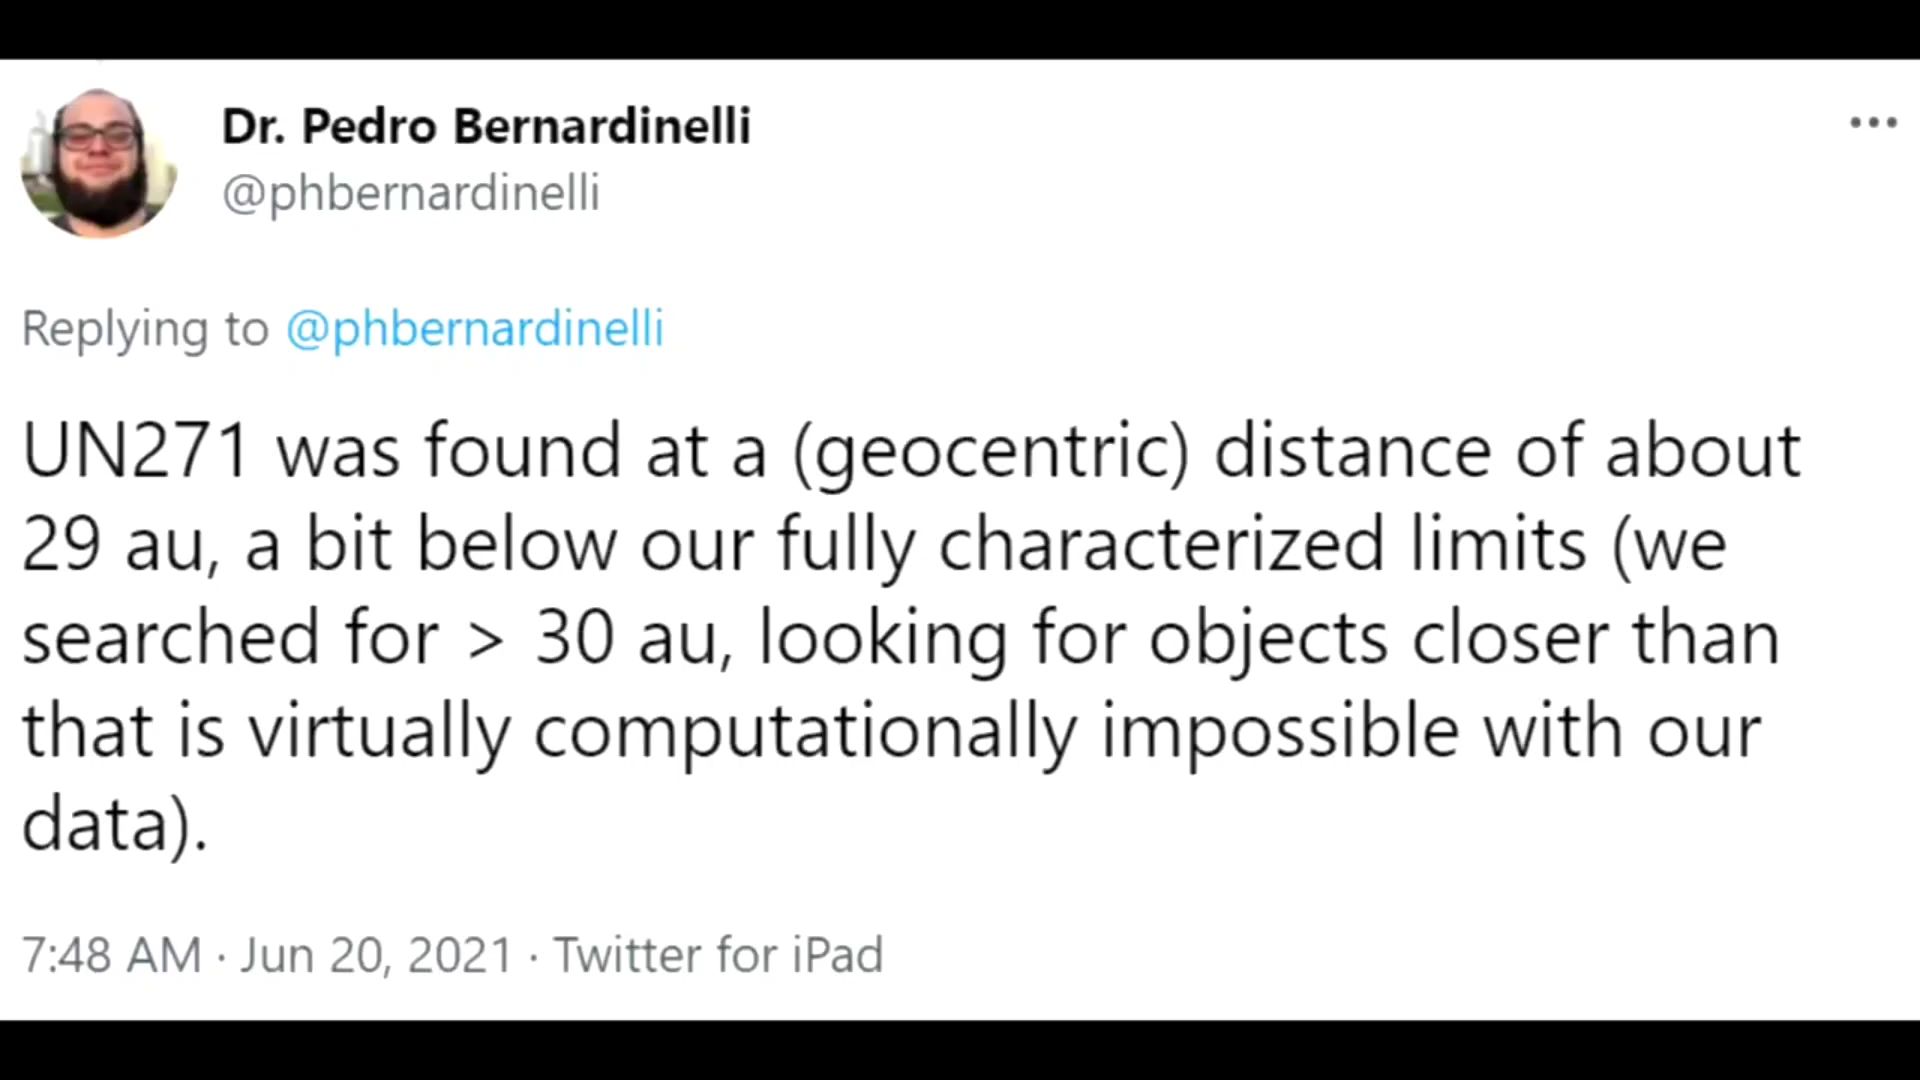 Dr. Pedro Bernardinelli
@phbernardinelli
Replying to @phbernardinelli
UN271 was found at a (geocentric) distance of about
29 au, a bit below our fully characterized limits (we
searched for > 30 au, looking for objects closer than
that is virtually computationally impossible with our
data).
7:48 AM · Jun 20, 2021 · Twitter for iPad